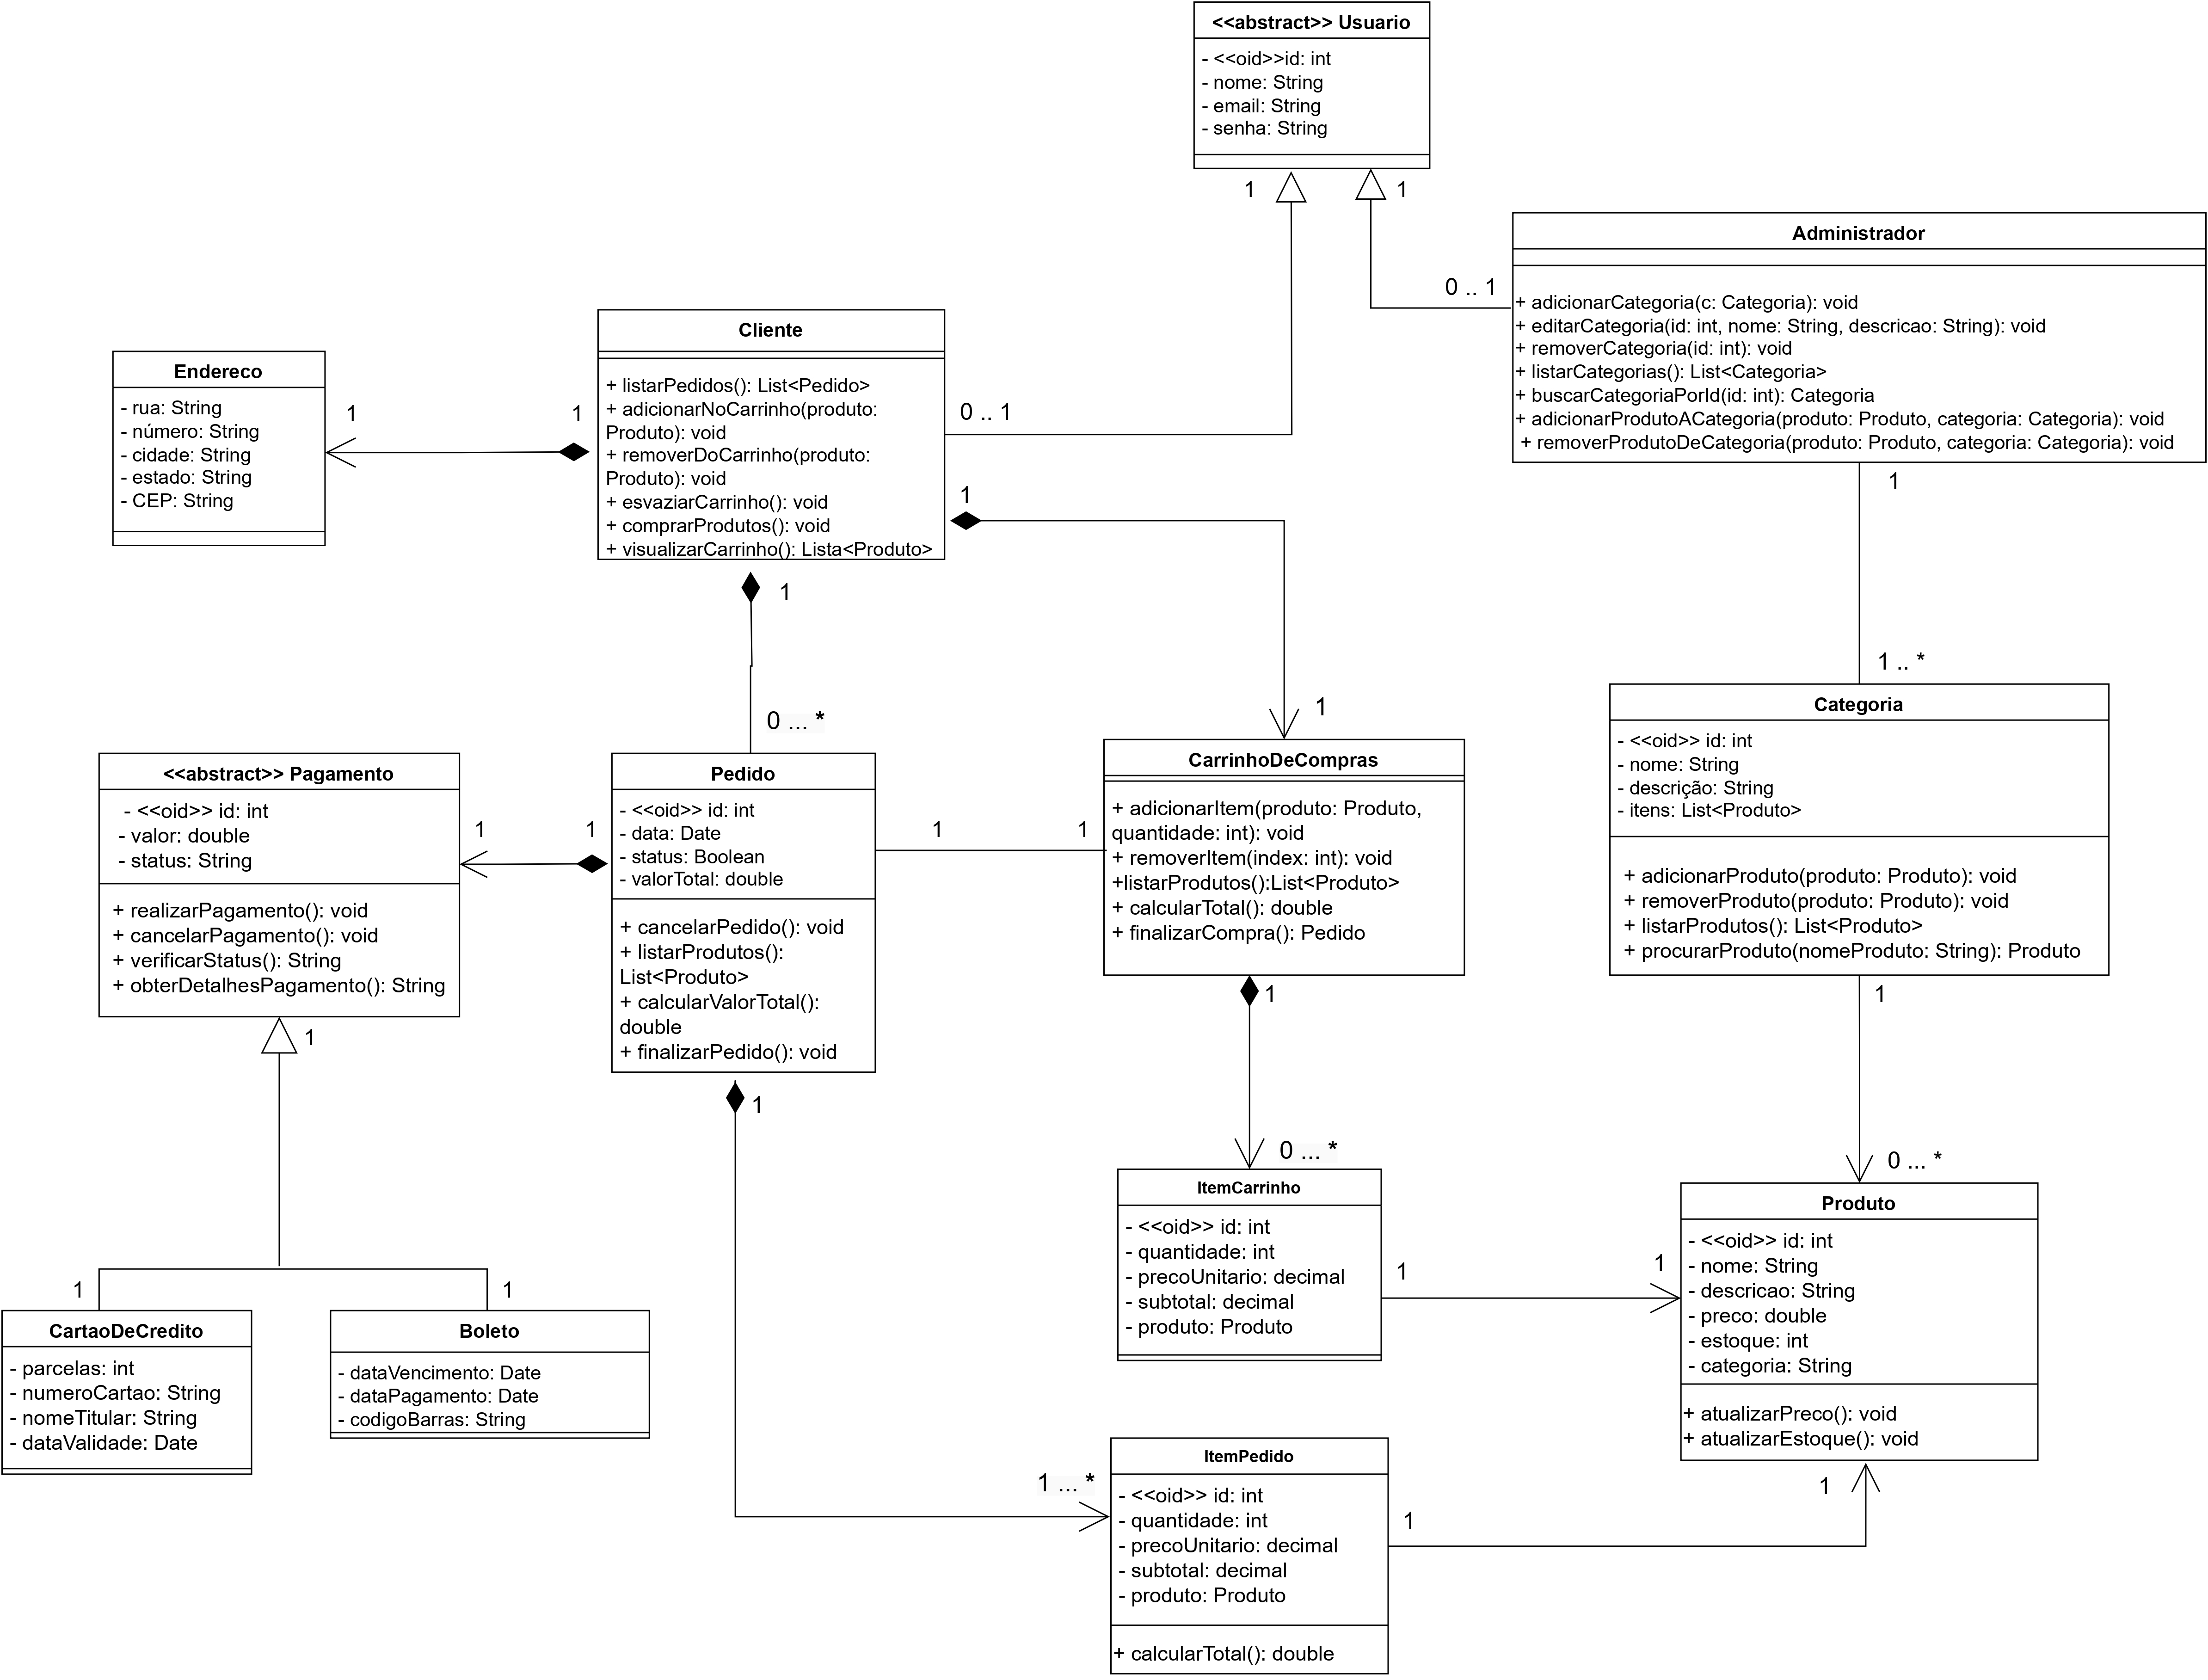 <<abstract>> Usuario
- <<oid>>id: int
- nome: String
- email: String
- senha: String
1
1
Administrador
+ adicionarCategoria(c: Categoria): void
+ editarCategoria(id: int, nome: String, descricao: String): void
+ removerCategoria(id: int): void
+ listarCategorias(): List<Categoria>
+ buscarCategoriaPorId(id: int): Categoria
+ adicionarProdutoACategoria(produto: Produto, categoria: Categoria): void
+ removerProdutoDeCategoria(produto: Produto, categoria: Categoria): void
0 .. 1
1
Cliente
+ listarPedidos(): List<Pedido>
+ adicionarNoCarrinho(produto:
Produto): void
+ removerDoCarrinho(produto:
Produto): void
+ esvaziarCarrinho(): void
+ comprarProdutos(): void
+ visualizarCarrinho(): Lista<Produto>
0 .. 1
1
1
Endereco
- rua: String
- número: String
- cidade: String
- estado: String
- CEP: String
1
1
1
0 ... *
1 .. *
<<abstract>> Pagamento
- <<oid>> id: int
- valor: double
- status: String
+ realizarPagamento(): void
+ cancelarPagamento(): void
+ verificarStatus(): String
+ obterDetalhesPagamento(): String
1
1
1
Pedido
- <<oid>> id: int
- data: Date
- status: Boolean
- valorTotal: double
+ cancelarPedido(): void
+ listarProdutos():
List<Produto>
+ calcularValorTotal():
double
+ finalizarPedido(): void
1
1
1
CarrinhoDeCompras
+ adicionarItem(produto: Produto,
quantidade: int): void
+ removerItem(index: int): void
+listarProdutos():List<Produto>
+ calcularTotal(): double
+ finalizarCompra(): Pedido
1
0 ... *
Categoria
- <<oid>> id: int
- nome: String
- descrição: String
- itens: List<Produto>
+ adicionarProduto(produto: Produto): void
+ removerProduto(produto: Produto): void
+ listarProdutos(): List<Produto>
+ procurarProduto(nomeProduto: String): Produto
1
0 ... *
ItemCarrinho
- <<oid>> id: int
- quantidade: int
- precoUnitario: decimal
- subtotal: decimal
- produto: Produto
1
1
Produto
- <<oid>> id: int
- nome: String
- descricao: String
- preco: double
- estoque: int
- categoria: String
+ atualizarPreco(): void
+ atualizarEstoque(): void
1
1
1
CartaoDeCredito
- parcelas: int
- numeroCartao: String
- nomeTitular: String
- dataValidade: Date
Boleto
- dataVencimento: Date
- dataPagamento: Date
- codigoBarras: String
1 ... *
ItemPedido
- <<oid>> id: int
- quantidade: int
- precoUnitario: decimal
- subtotal: decimal
- produto: Produto
+ calcularTotal(): double
1